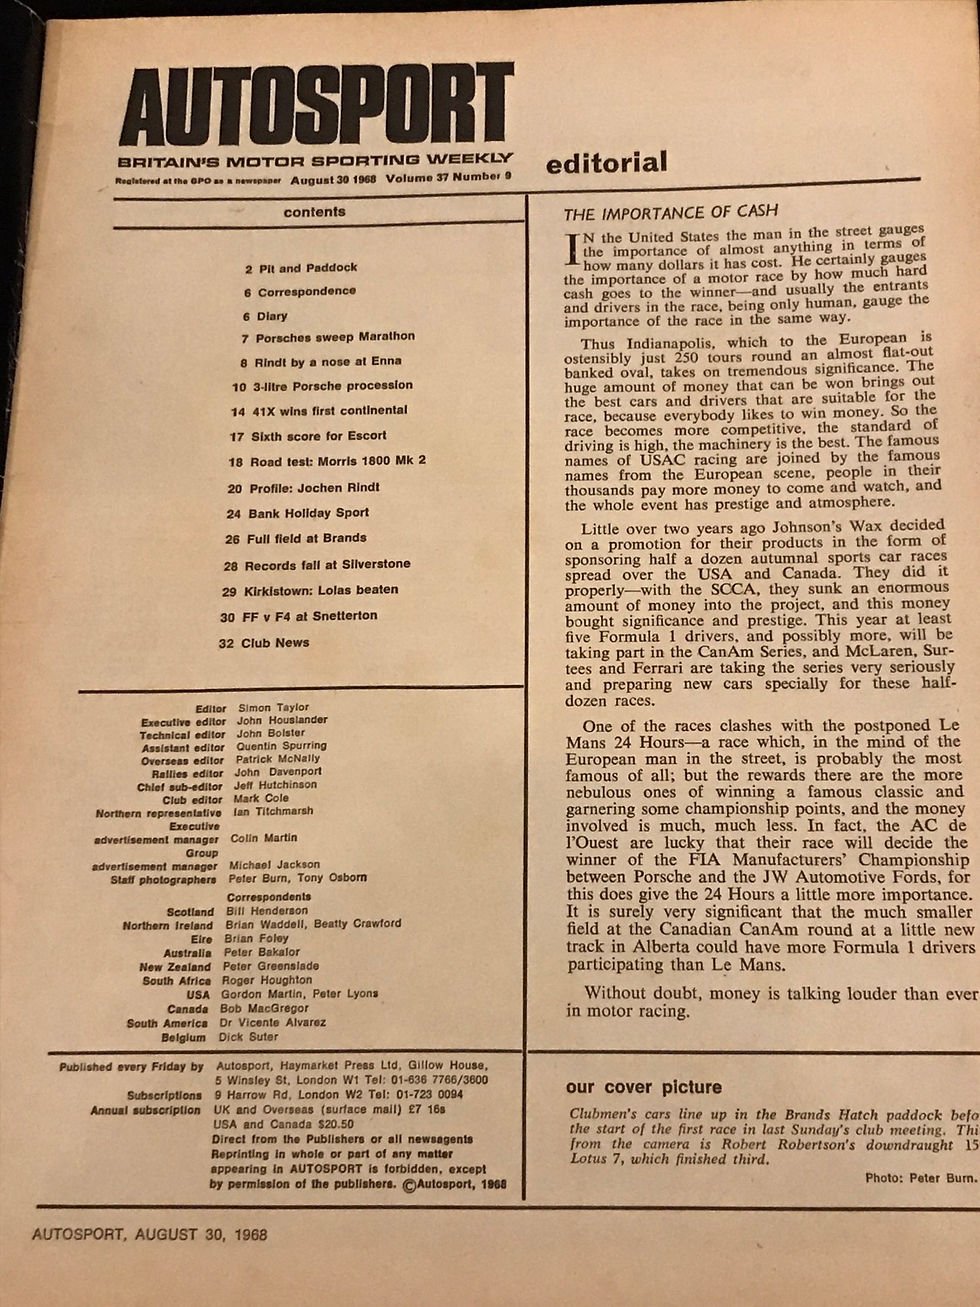 AUTOSPORT
BRITAIN'S MOTOR SPORTING WEEKLY
Registered at the GPO as a newspaper August 30 1968 Volume 37 Number 9
contents
2 Pit and Paddock
6 Correspondence
6 Diary
7 Porsches sweep Marathon
8 Rindt by a nose at Enna
10 3-litre Porsche procession
14 41X wins first continental
17 Sixth score for Escort
18 Road test: Morris 1800 Mk 2
20 Profile: Jochen Rindt
24 Bank Holiday Sport
26 Full field at Brands
28 Records fall at Silverstone
29 Kirkistown: Lolas beaten
30 FF v F4 at Snetterton
32 Club News
Editor Simon Taylor
Executive editor John Houslander
Technical editor John Bolster
Assistant editor Quentin Spurring
Overseas editor Patrick McNally
Rallies editor John Davenport
Chief sub-editor Jeff Hutchinson
Club editor Mark Cole
Northern representative Ian Titchmarsh
Executive
advertisement manager Colin Martin
Group
advertisement manager Michael Jackson
Staff photographers Peter Burn, Tony Osborn
Correspondents
Scotland Bill Henderson
Northern Ireland Brian Waddell, Beatty Crawford
Eire Brian Foley
Australia Peter Bakalor
New Zealand Peter Greenslade
South Africa Roger Houghton
USA Gordon Martin, Peter Lyons
Canada Bob MacGregor
South America Dr Vicente Alvarez
Belgium Dick Suter
Published every Friday by Autosport, Haymarket Press Ltd, Gillow House,
5 Winsley St, London W1 Tel: 01-636 7766/3600
Subscriptions 9 Harrow Rd, London W2 Tel: 01-723 0094
Annual subscription UK and Overseas (surface mail) £7 16s
USA and Canada $20.50
Direct from the Publishers or all newsagents
Reprinting in whole or part of any matter
appearing in AUTOSPORT is forbidden, except
by permission of the publishers. ©Autosport, 1968
editorial
THE IMPORTANCE OF CASH
IN the United States the man in the street gauges
the importance of almost anything in terms of
how many dollars it has cost. He certainly gauges
the importance of a motor race by how much hard
cash goes to the winner—and usually the entrants
and drivers in the race, being only human, gauge the
importance of the race in the same way.
Thus Indianapolis, which to the European is
ostensibly just 250 tours round an almost flat-out
banked oval, takes on tremendous significance. The
huge amount of money that can be won brings out
the best cars and drivers that are suitable for the
race, because everybody likes to win money. So the
race becomes more competitive, the standard of
driving is high, the machinery is the best. The famous
names of USAC racing are joined by the famous
names from the European scene, people in their
thousands pay more money to come and watch, and
the whole event has prestige and atmosphere.
Little over two years ago Johnson's Wax decided
on a promotion for their products in the form of
sponsoring half a dozen autumnal sports car races
spread over the USA and Canada. They did it
properly—with the SCCA, they sunk an enormous
amount of money into the project, and this money
bought significance and prestige. This year at least
five Formula 1 drivers, and possibly more, will be
taking part in the CanAm Series, and McLaren, Sur-
tees and Ferrari are taking the series very seriously
and preparing new cars specially for these half-
dozen races.
One of the races clashes with the postponed Le
Mans 24 Hours—a race which, in the mind of the
European man in the street, is probably the most
famous of all; but the rewards there are the more
nebulous ones of winning a famous classic and
garnering some championship points, and the money
involved is much, much less. In fact, the AC de
l'Ouest are lucky that their race will decide the
winner of the FIA Manufacturers' Championship
between Porsche and the JW Automotive Fords, for
this does give the 24 Hours a little more importance.
It is surely very significant that the much smaller
field at the Canadian CanAm round at a little new
track in Alberta could have more Formula 1 drivers
participating than Le Mans.
Without doubt, money is talking louder than ever
in motor racing.
our cover picture
Clubmen's cars line up in the Brands Hatch paddock befo
the start of the first race in last Sunday's club meeting. Thi
from the camera is Robert Robertson's downdraught 15
Lotus 7, which finished third.
Photo: Peter Burn.
AUTOSPORT, AUGUST 30, 1968